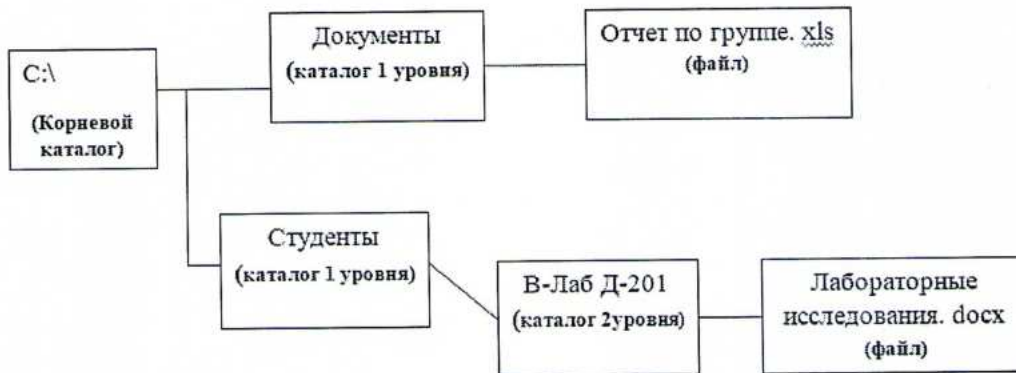 C:\
(Корневой
каталог)
Документы
(каталог 1 уровня)
Отчет по группе. xls
(файл)
Студенты
(каталог 1 уровня)
В-Лаб Д-201
(каталог 2уровня)
Лабораторные
исследования. docx
(файл)